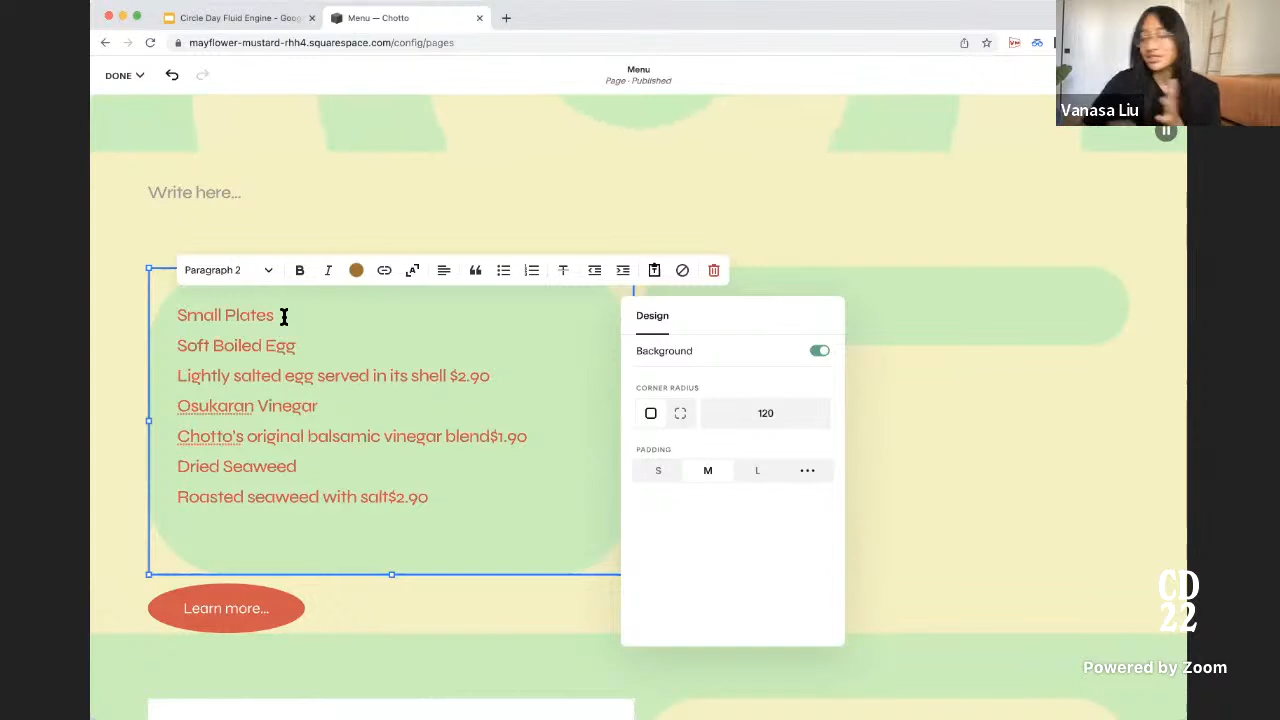 Circle Day Fluid Engine - Goog
Menu — Chotto
mayflower-mustard-rhh4.squarespace.com/config/pages
DONE
Menu
Page · Published
Vanasa Liu
Write here...
Paragraph 2
Small Plates
Soft Boiled Egg
Lightly salted egg served in its shell $2.90
Osukaran Vinegar
Chotto's original balsamic vinegar blend$1.90
Dried Seaweed
Roasted seaweed with salt$2.90
Design
Background
CORNER RADIUS
120
PADDING
S
M
L
Learn more...
CD
22
Powered by Zoom